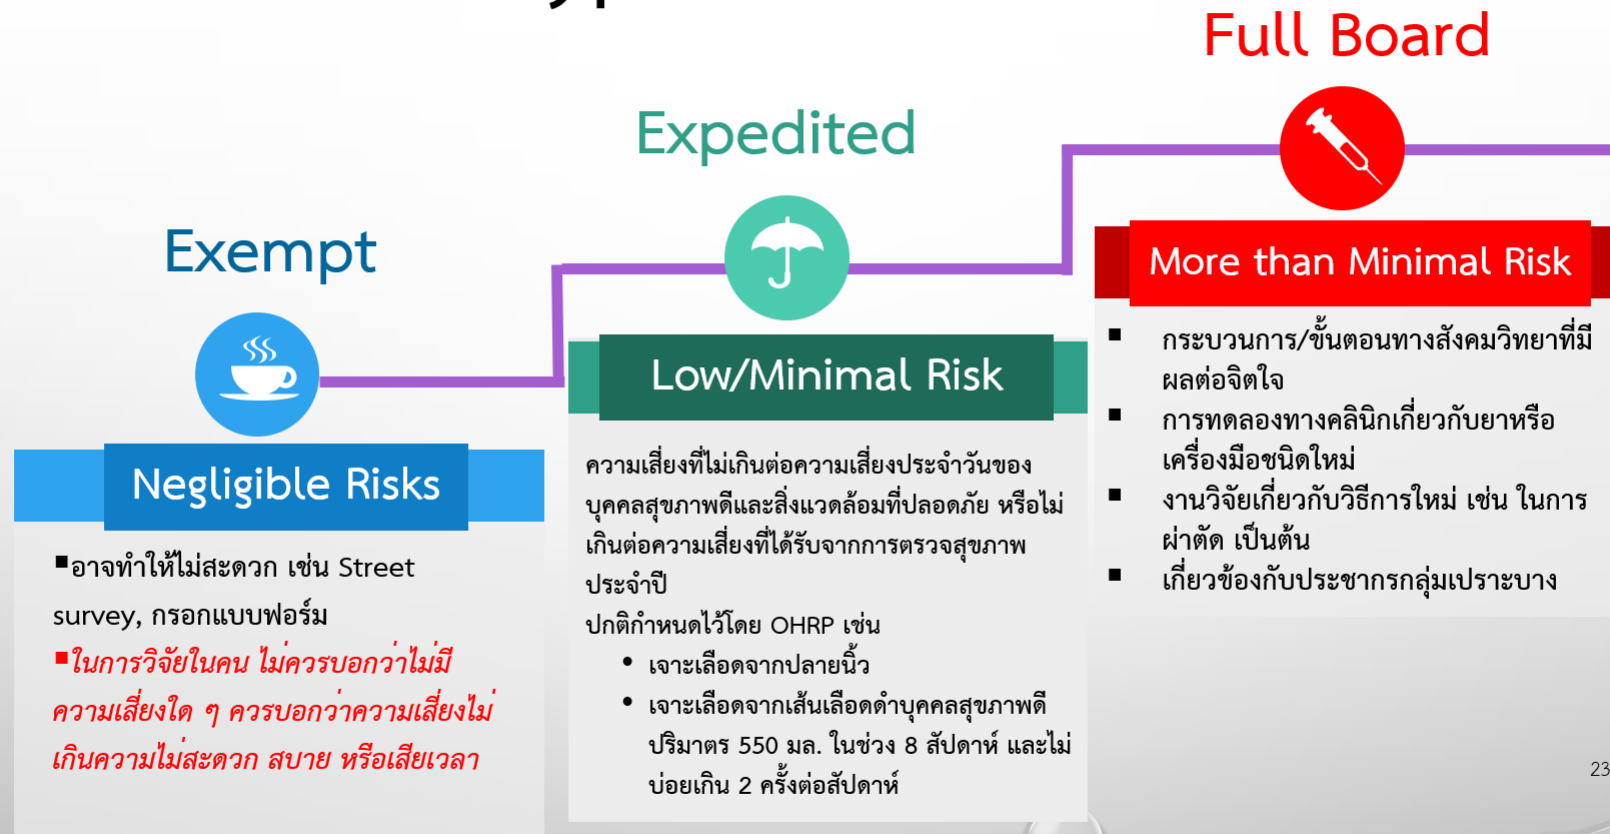 Exempt
Negligible Risks
▪อาจทำให้ไม่สะดวก เช่น Street
survey, กรอกแบบฟอร์ม
▪ในการวิจัยในคน ไม่ควรบอกว่าไม่มี
ความเสี่ยงใด ๆ ควรบอกว่าความเสี่ยงไม่
เกินความไม่สะดวก สบาย หรือเสียเวลา
Expedited
Low/Minimal Risk
ความเสี่ยงที่ไม่เกินต่อความเสี่ยงประจำวันของ
บุคคลสุขภาพดีและสิ่งแวดล้อมที่ปลอดภัย หรือไม่
เกินต่อความเสี่ยงที่ได้รับจากการตรวจสุขภาพ
ประจำปี
ปกติกำหนดไว้โดย OHRP เช่น
• เจาะเลือดจากปลายนิ้ว
• เจาะเลือดจากเส้นเลือดดำบุคคลสุขภาพดี
ปริมาตร 550 มล. ในช่วง 8 สัปดาห์ และไม่
บ่อยเกิน 2 ครั้งต่อสัปดาห์
Full Board
More than Minimal Risk
▪ กระบวนการ/ขั้นตอนทางสังคมวิทยาที่มี
ผลต่อจิตใจ
▪ การทดลองทางคลินิกเกี่ยวกับยาหรือ
เครื่องมือชนิดใหม่
▪ งานวิจัยเกี่ยวกับวิธีการใหม่ เช่น ในการ
ผ่าตัด เป็นต้น
▪ เกี่ยวข้องกับประชากรกลุ่มเปราะบาง
23